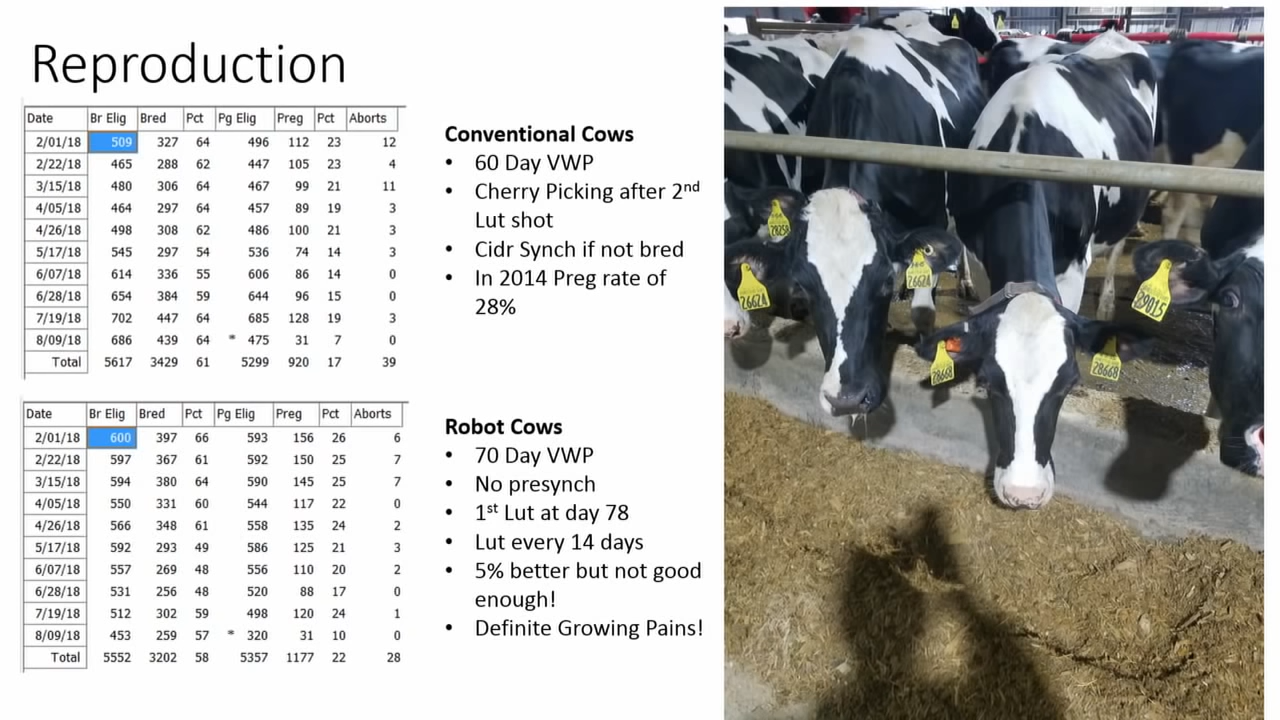 Reproduction
Date Br Elig Bred Pct Pg Elig Preg Pct Aborts
2/01/18 509 327 64 496 112 23 12
2/22/18 465 288 62 447 105 23 4
3/15/18 480 306 64 467 99 21 11
4/05/18 464 297 64 457 89 19 3
4/26/18 498 308 62 486 100 21 3
5/17/18 545 297 54 536 74 14 3
6/07/18 614 336 55 606 86 14 0
6/28/18 654 384 59 644 96 15 0
7/19/18 702 447 64 685 128 19 3
8/09/18 686 439 64 * 475 31 7 0
Total 5617 3429 61 5299 920 17 39
Conventional Cows
• 60 Day VWP
• Cherry Picking after 2nd
Lut shot
• Cidr Synch if not bred
• In 2014 Preg rate of
28%
Date Br Elig Bred Pct Pg Elig Preg Pct Aborts
2/01/18 600 397 66 593 156 26 6
2/22/18 597 367 61 592 150 25 7
3/15/18 594 380 64 590 145 25 7
4/05/18 550 331 60 544 117 22 0
4/26/18 566 348 61 558 135 24 2
5/17/18 592 293 49 586 125 21 3
6/07/18 557 269 48 556 110 20 2
6/28/18 531 256 48 520 88 17 0
7/19/18 512 302 59 498 120 24 1
8/09/18 453 259 57 * 320 31 10 0
Total 5552 3202 58 5357 1177 22 28
Robot Cows
• 70 Day VWP
• No presynch
• 1st Lut at day 78
• Lut every 14 days
• 5% better but not good
enough!
• Definite Growing Pains!
2662A
2662A
29015
28668
28668